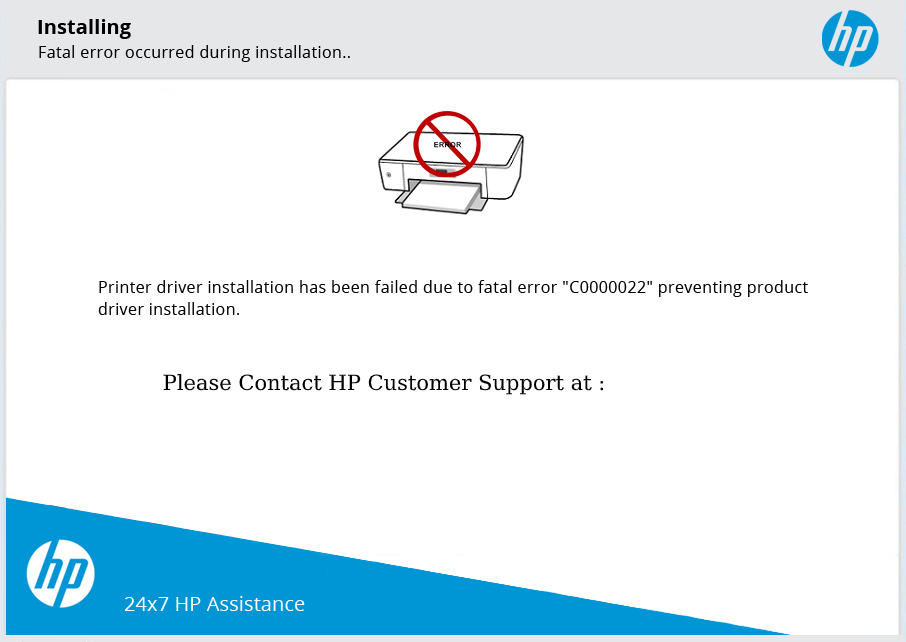 Installing
Fatal error occurred during installation..
hp
ERROR
Printer driver installation has been failed due to fatal error "C0000022" preventing product
driver installation.
Please Contact HP Customer Support at :
hp
24x7 HP Assistance